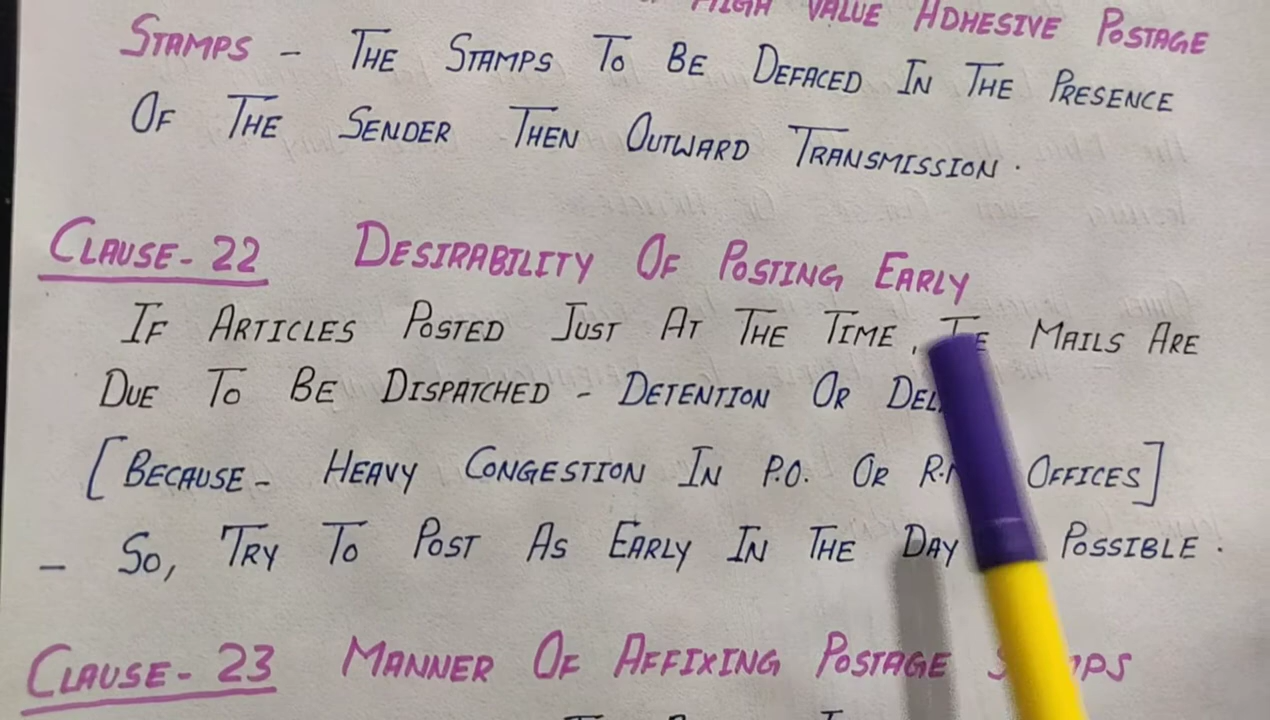 HIGH VALUE ADHESIVE POSTAGE
STAMPS - THE STAMPS TO BE DEFACED IN THE PRESENCE
OF THE SENDER THEN OUTWARD TRANSMISSION.
CLAUSE-22 DESIRABILITY OF POSTING EARLY
IF ARTICLES POSTED JUST AT THE TIME, MAILS ARE
DUE TO BE DISPATCHED - DETENTION OR
[BECAUSE - HEAVY CONGESTION IN P.O. OR OFFICES]
- SO, TRY TO POST AS EARLY IN THE DAY POSSIBLE.
CLAUSE-23 MANNER OF AFFIXING POSTAGE